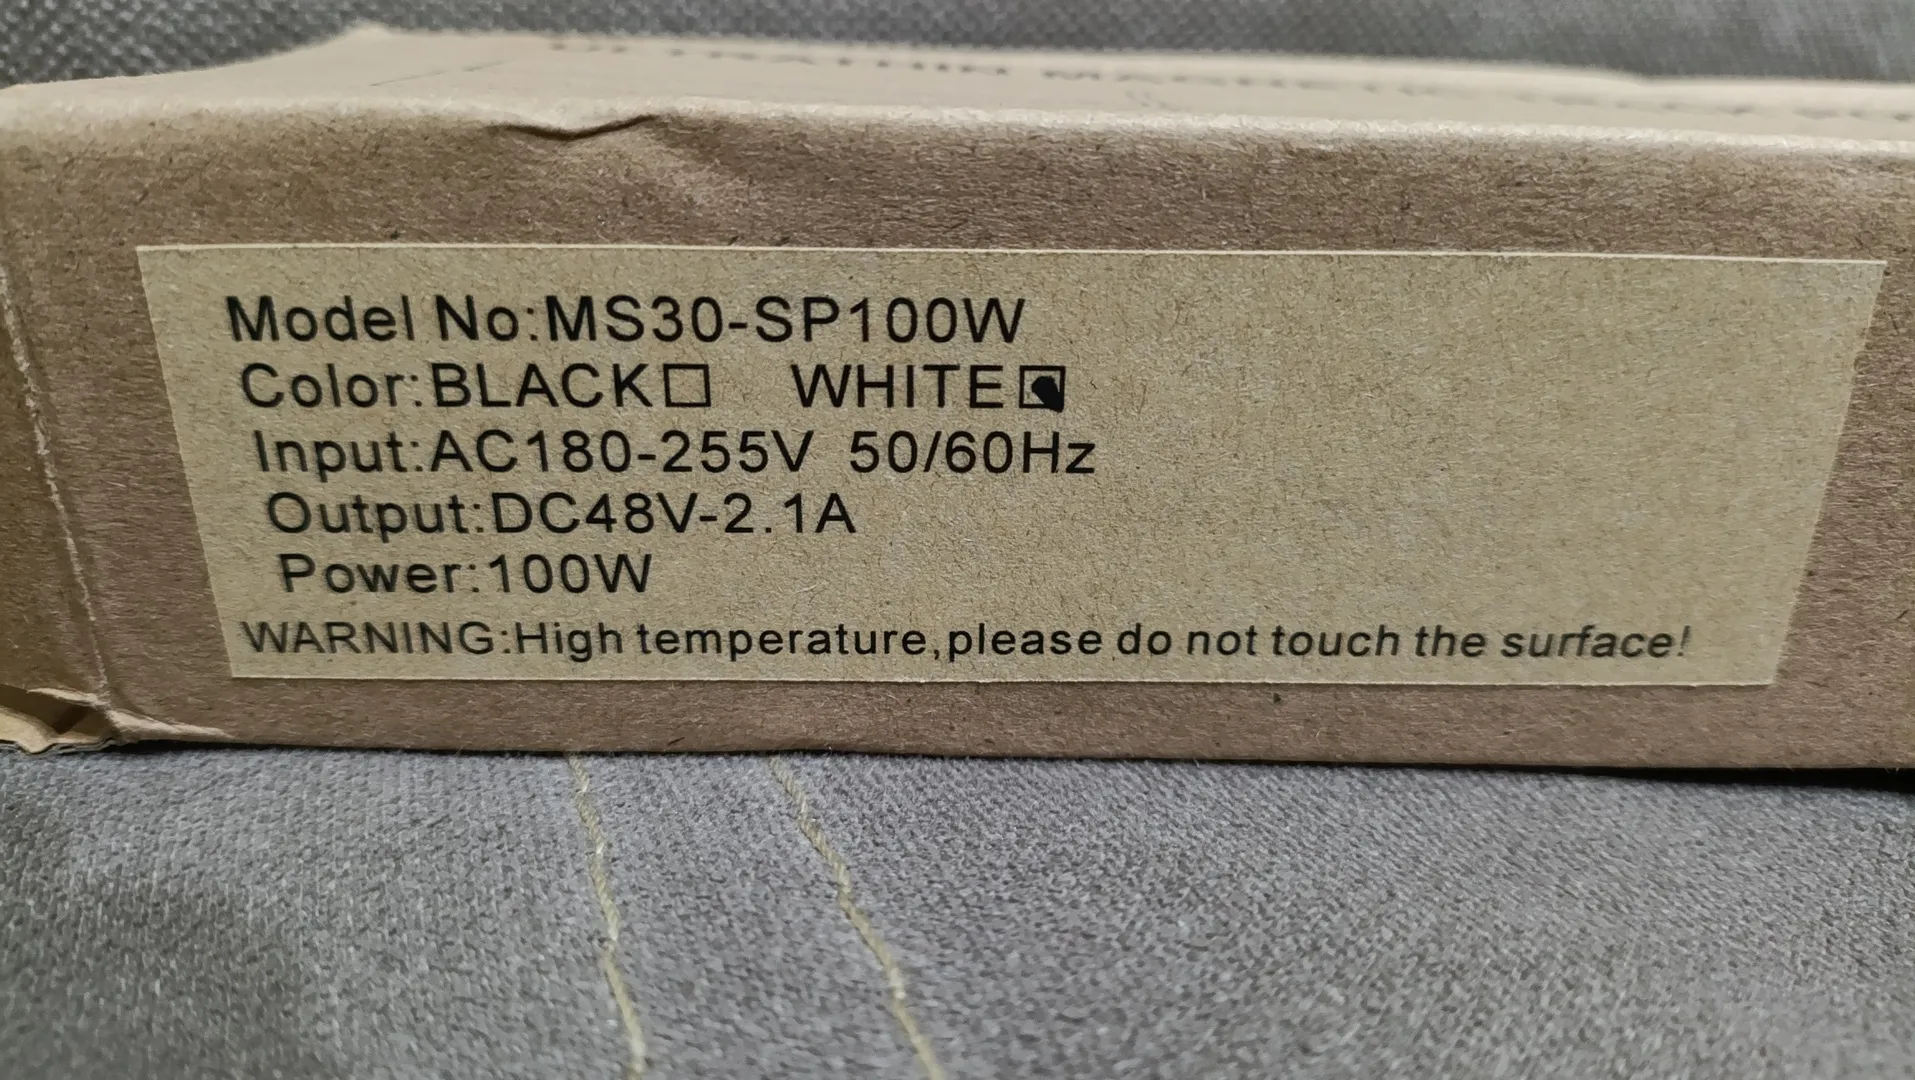 ULTRATHIN
Model No:MS30-SP100W
Color:BLACK☐ WHITE☑
Input:AC180-255V 50/60Hz
Output:DC48V-2.1A
Power:100W
WARNING:High temperature,please do not touch the surface!